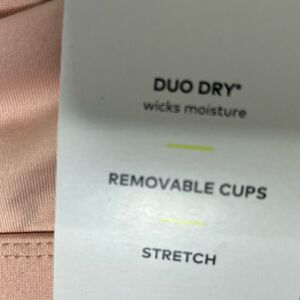 DUO DRY®
wicks moisture
REMOVABLE CUPS
STRETCH